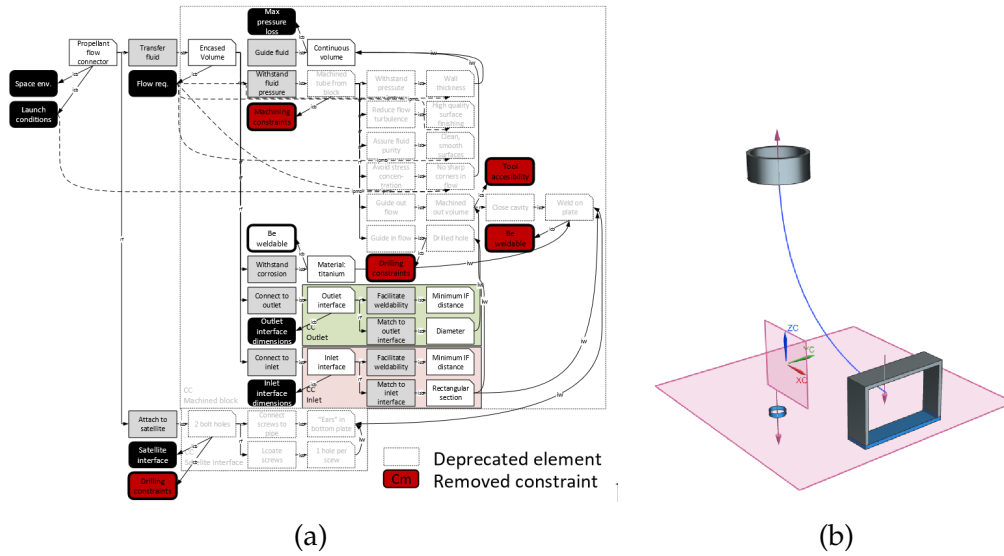 Max
pressure
loss
Propellant
flow
connector
Transfer
fluid
Encased
Volume
Guide fluid
Continuous
volume
Space env.
Flow req.
Withstand
fluid
pressure
Machined
tube from
block
Withstand
pressure
Wall
thickness
Launch
conditions
Machining
constraints
Reduce flow
turbulence
High quality
surface
finishing
Assure fluid
purity
Clean,
smooth
surfaces
Avoid stress
concen-
tration
No sharp
corners in
flow
Tool
accesibility
Guide out
flow
Machined
out volume
Close cavity
Weld on
plate
Be
weldable
Guide in flow
Drilled hole
Be
weldable
Withstand
corrosion
Material:
titanium
Drilling
constraints
Connect to
outlet
Outlet
interface
Facilitate
weldability
Minimum IF
distance
Outlet interface
dimensions
CC
Outlet
Match to
outlet interface
Diameter
Connect to
inlet
Inlet
interface
Facilitate
weldability
Minimum IF
distance
Inlet interface
dimensions
CC
Inlet
Match to
inlet interface
Rectangular
section
CC
Machined block
Attach to
satellite
2 bolt holes
Connect
screws to
pipe
"Ears" in
bottom plate
Satellite
interface
CC
Satellite interface
Lcoate
screws
1 hole per
scew
Drilling
constraints
Deprecated element
Cm
Removed constraint
ZC
YC
XC
(a)
(b)